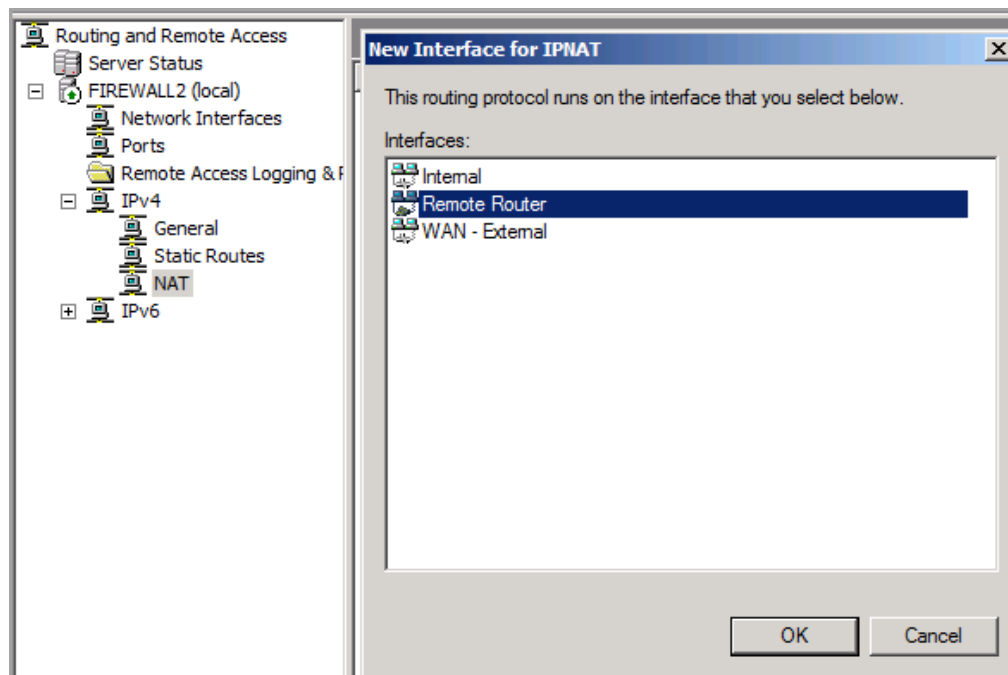 Routing and Remote Access
Server Status
FIREWALL2 (local)
Network Interfaces
Ports
Remote Access Logging &
IPv4
General
Static Routes
NAT
IPv6
New Interface for IPNAT
This routing protocol runs on the interface that you select below.
Interfaces:
Internal
Remote Router
WAN - External
OK
Cancel